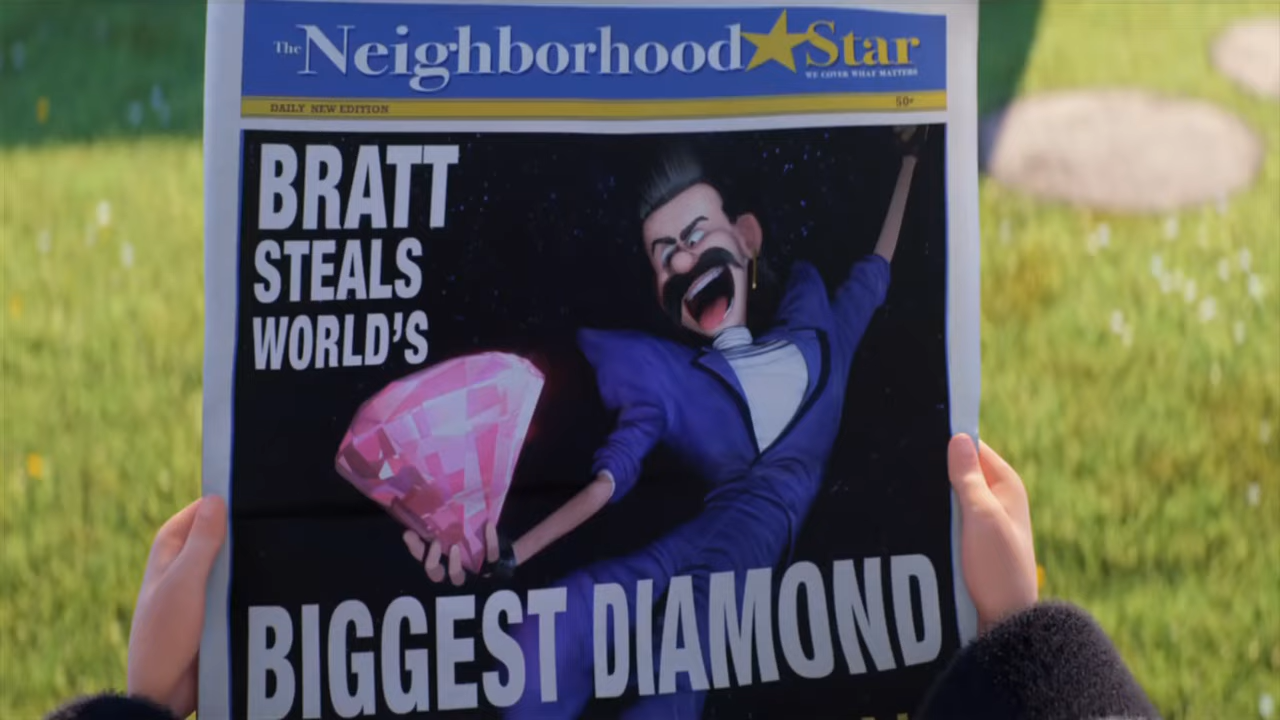 The Neighborhood Star
WE COVER WHAT MATTERS
DAILY NEW EDITION 50¢
BRATT
STEALS
WORLD'S
BIGGEST DIAMOND